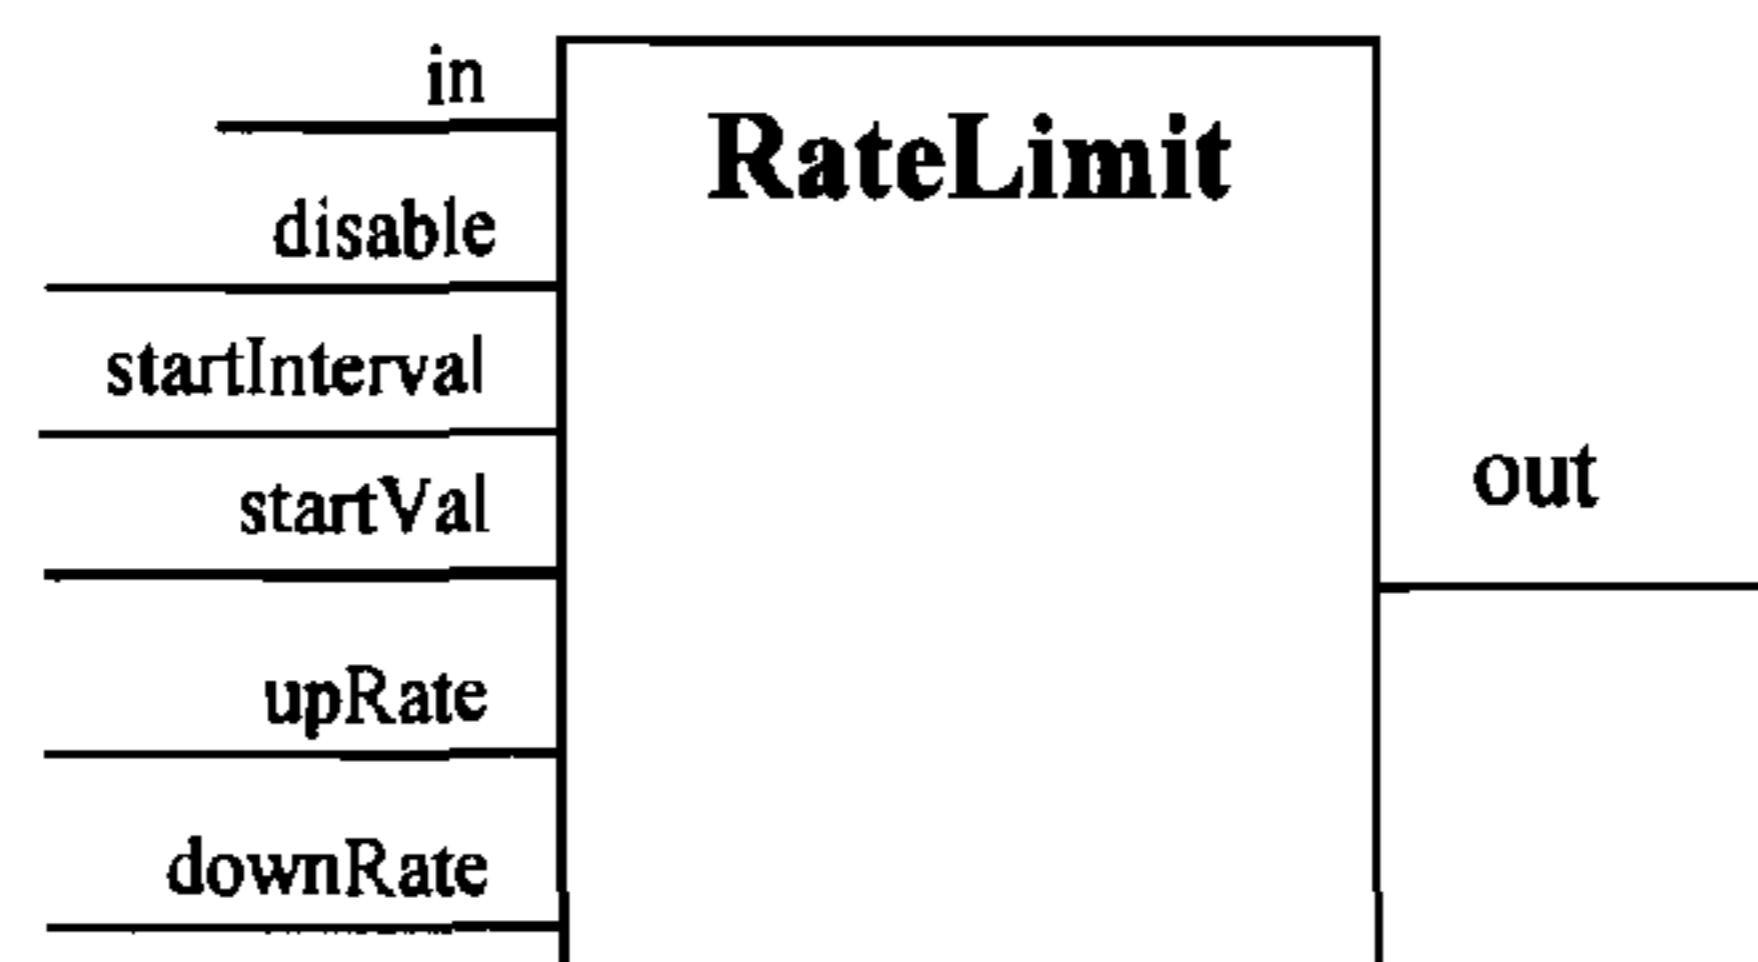 in
RateLimit
disable
startInterval
startVal
out
upRate
downRate